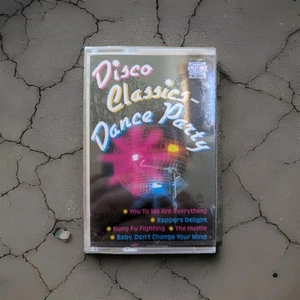 Disco
Classics-
Dance Party
You To Me Are Everything
Rapper's Delight
Kung Fu Fighting
The Hustle
Baby, Don't Change Your Mind